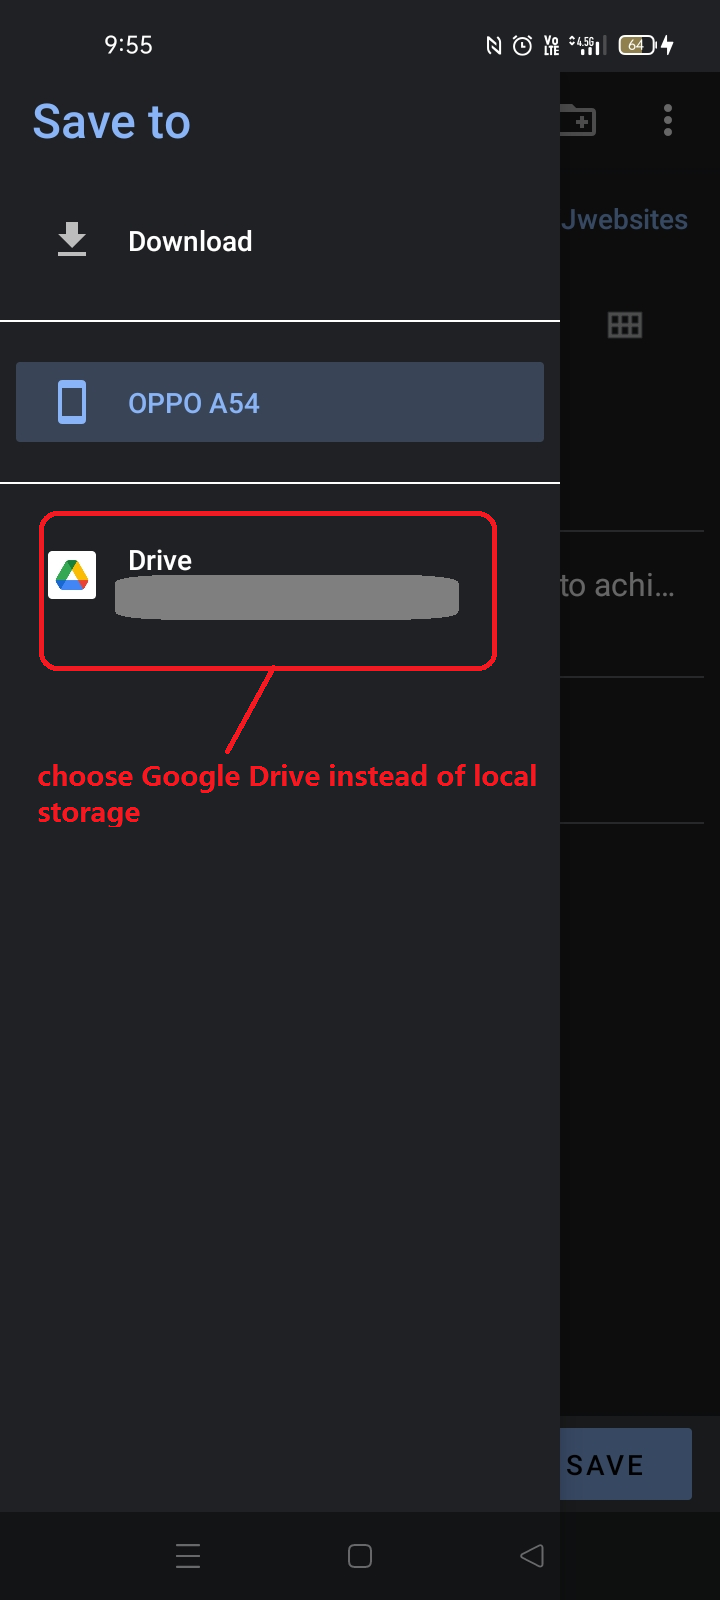 9:55
Vo
LTE
4.5G
64
Save to
Download
Jwebsites
OPPO A54
Drive
to achi...
choose Google Drive instead of local
storage
SAVE